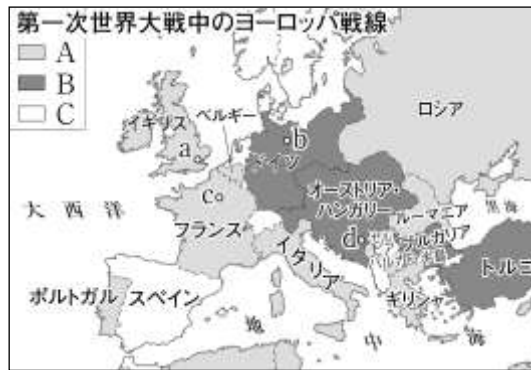 第一次世界大戦中のヨーロッパ戦線
A
B
C
ロシア
イギリス
ベルギー
a
b
ドイツ
c
オーストリア・
ハンガリー
ルーマニア
黒海
大西洋
フランス
d
ブルガリア
イタリア
トルコ
ポルトガル
スペイン
ギリシャ
地中海